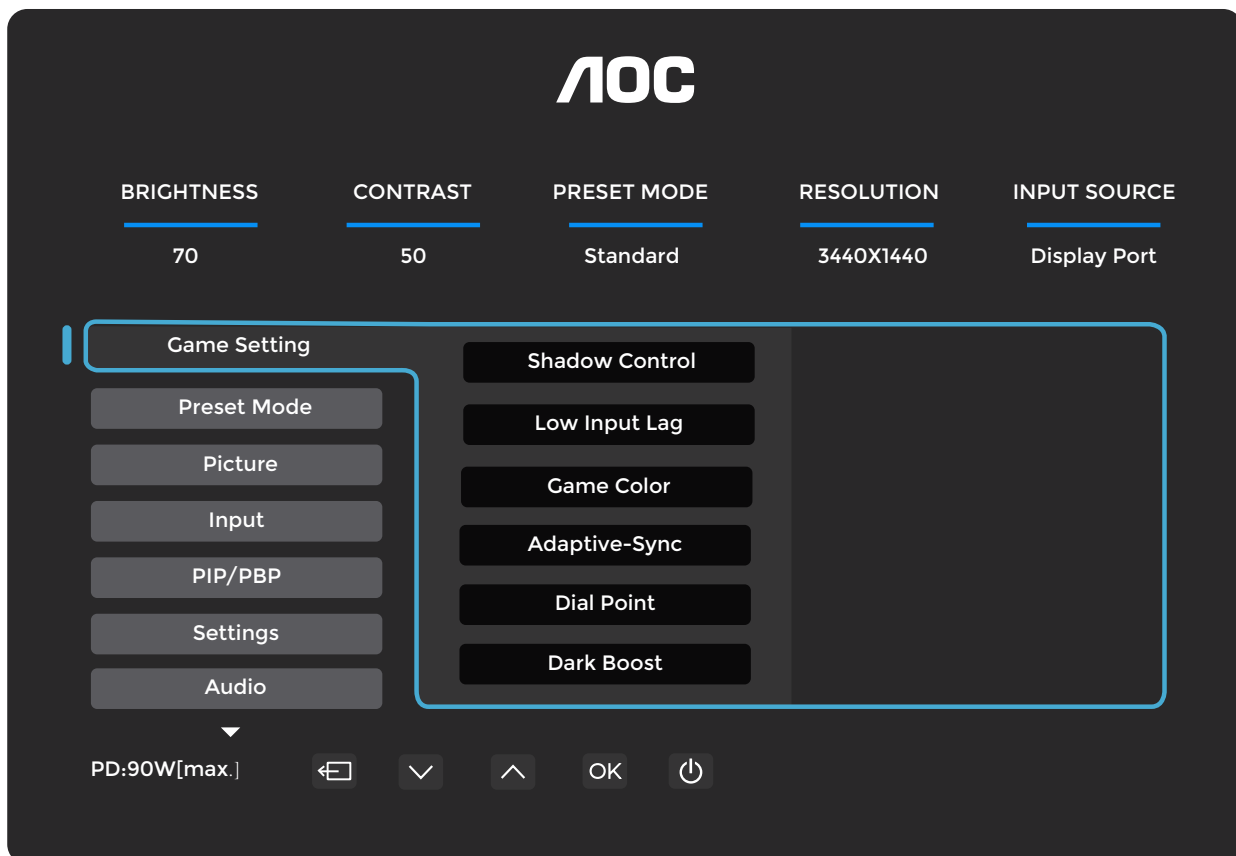 AOC
BRIGHTNESS CONTRAST PRESET MODE RESOLUTION INPUT SOURCE
70 50 Standard 3440X1440 Display Port
Game Setting
Preset Mode
Picture
Input
PIP/PBP
Settings
Audio
Shadow Control
Low Input Lag
Game Color
Adaptive-Sync
Dial Point
Dark Boost
PD:90W[max.]
OK